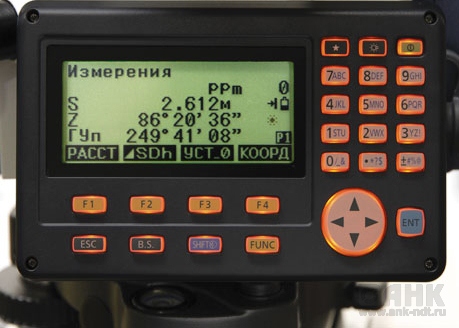 Измерения
PPm 0
S 2.612м
Z 86°20'36"
ГУп 249°41'08" P1
РАССТ ⊿SDh УСТ_0 КООРД
7ABC 8DEF 9GHI
4JKL 5MNO 6PQR
1STU 2VWX 3YZ!
0/_& •*?$ ±#%@
F1 F2 F3 F4
ENT
ESC B.S. SHIFT FUNC
АНК
www.ank-ndt.ru